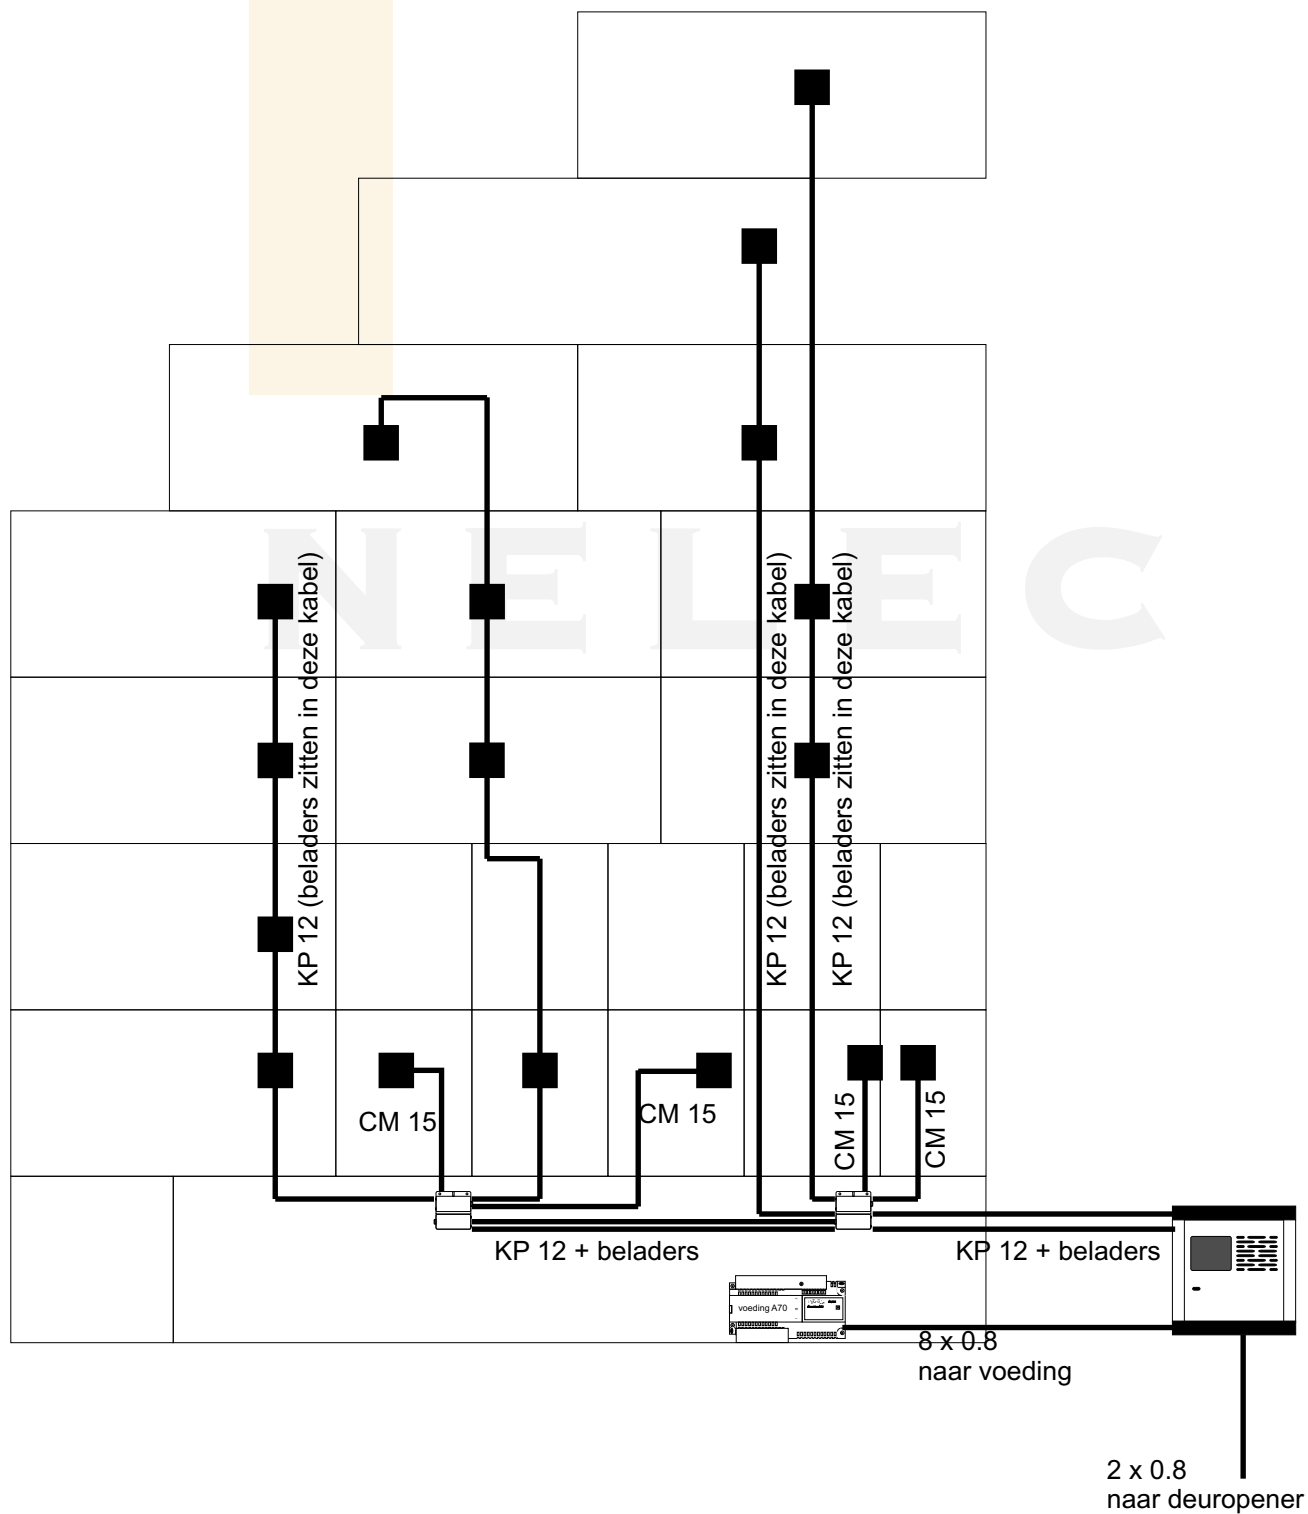 NELEC
KP 12 (beladers zitten in deze kabel)
KP 12 (beladers zitten in deze kabel)
KP 12 (beladers zitten in deze kabel)
CM 15
CM 15
CM 15
CM 15
KP 12 + beladers
KP 12 + beladers
voeding A70
8 x 0.8
naar voeding
2 x 0.8
naar deuropener